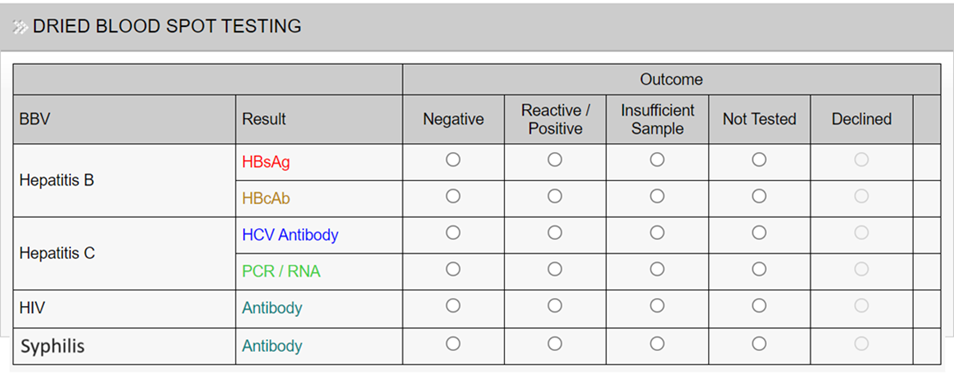 DRIED BLOOD SPOT TESTING
Outcome
BBV Result Negative Reactive / Positive Insufficient Sample Not Tested Declined
Hepatitis B HBsAg
HBcAb
Hepatitis C HCV Antibody
PCR / RNA
HIV Antibody
Syphilis Antibody